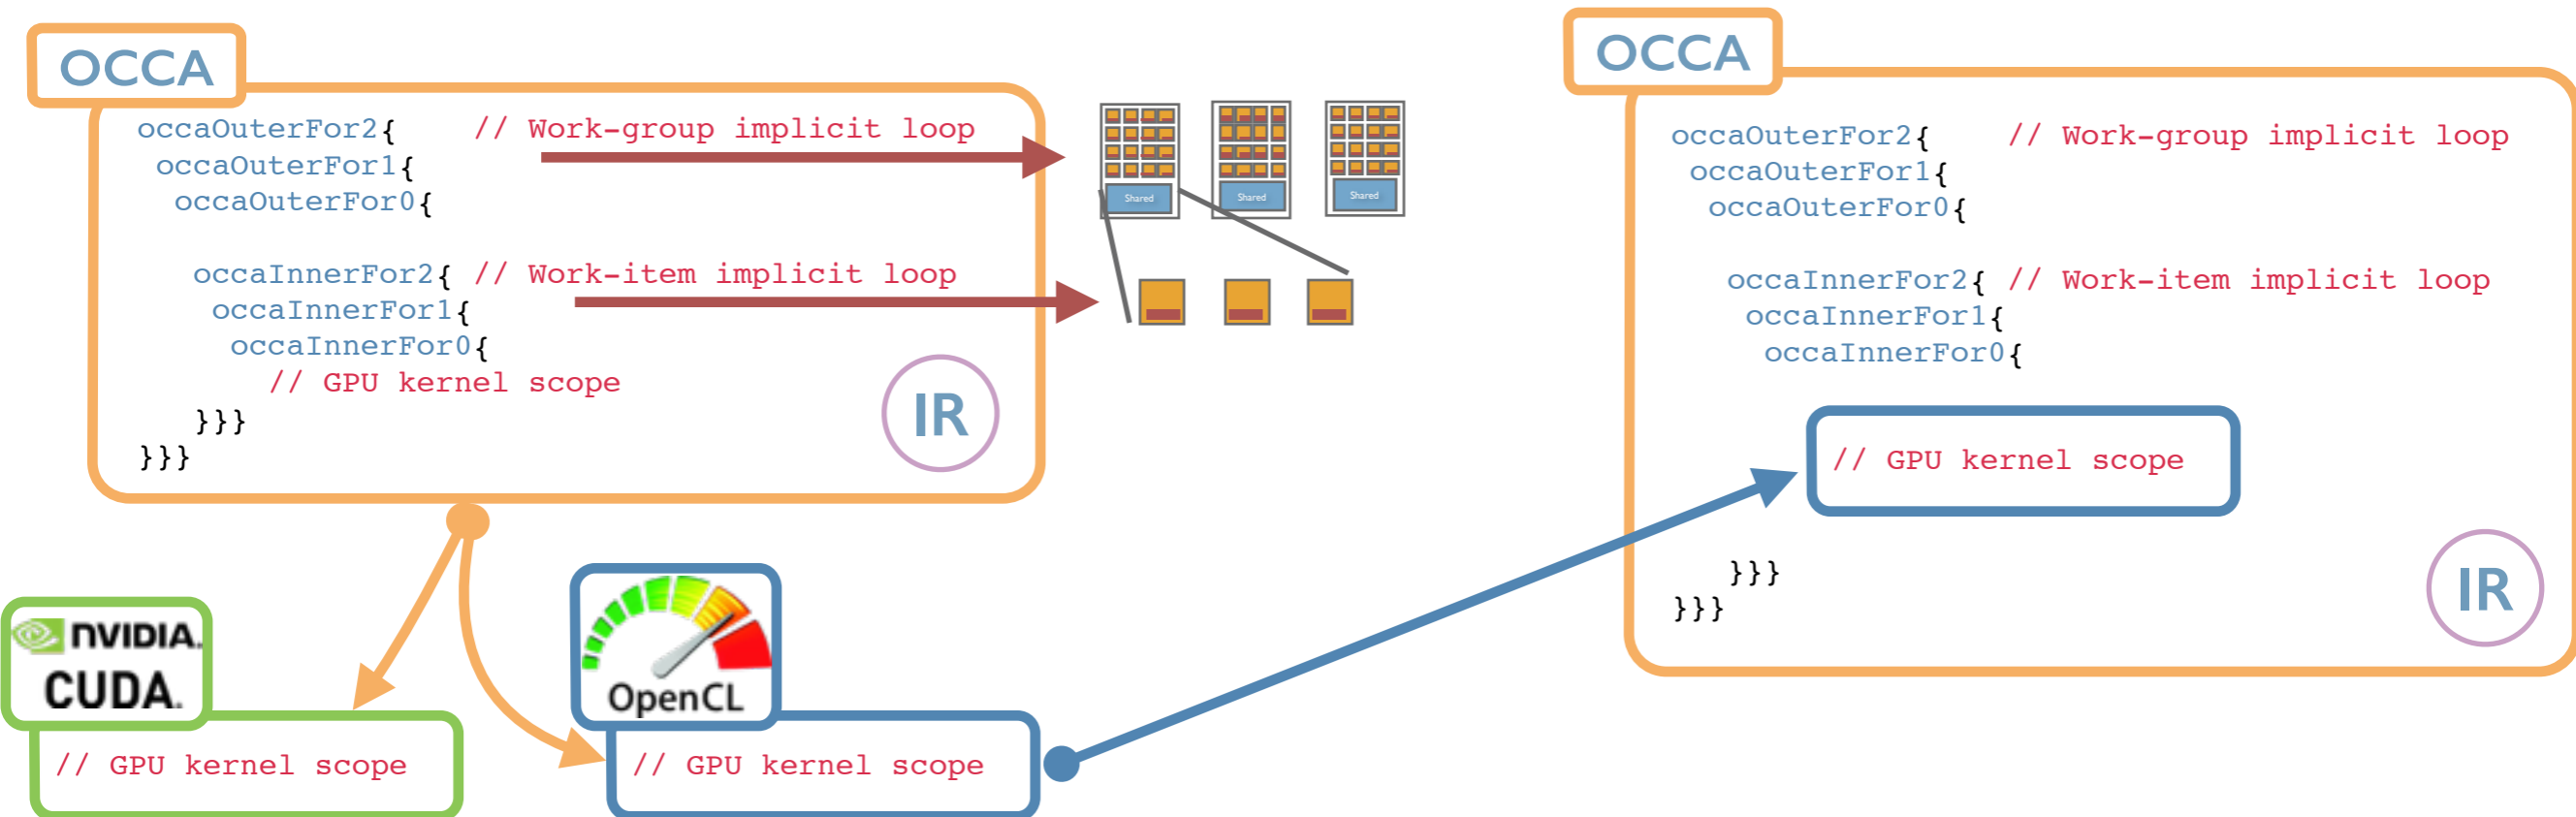 OCCA
occaOuterFor2{ // Work-group implicit loop
occaOuterFor1{
occaOuterFor0{
occaInnerFor2{ // Work-item implicit loop
occaInnerFor1{
occaInnerFor0{
// GPU kernel scope
}}}
}}}
IR
Shared
Shared
Shared
NVIDIA.
CUDA.
// GPU kernel scope
OpenCL
// GPU kernel scope
OCCA
occaOuterFor2{ // Work-group implicit loop
occaOuterFor1{
occaOuterFor0{
occaInnerFor2{ // Work-item implicit loop
occaInnerFor1{
occaInnerFor0{
// GPU kernel scope
}}}
}}}
IR